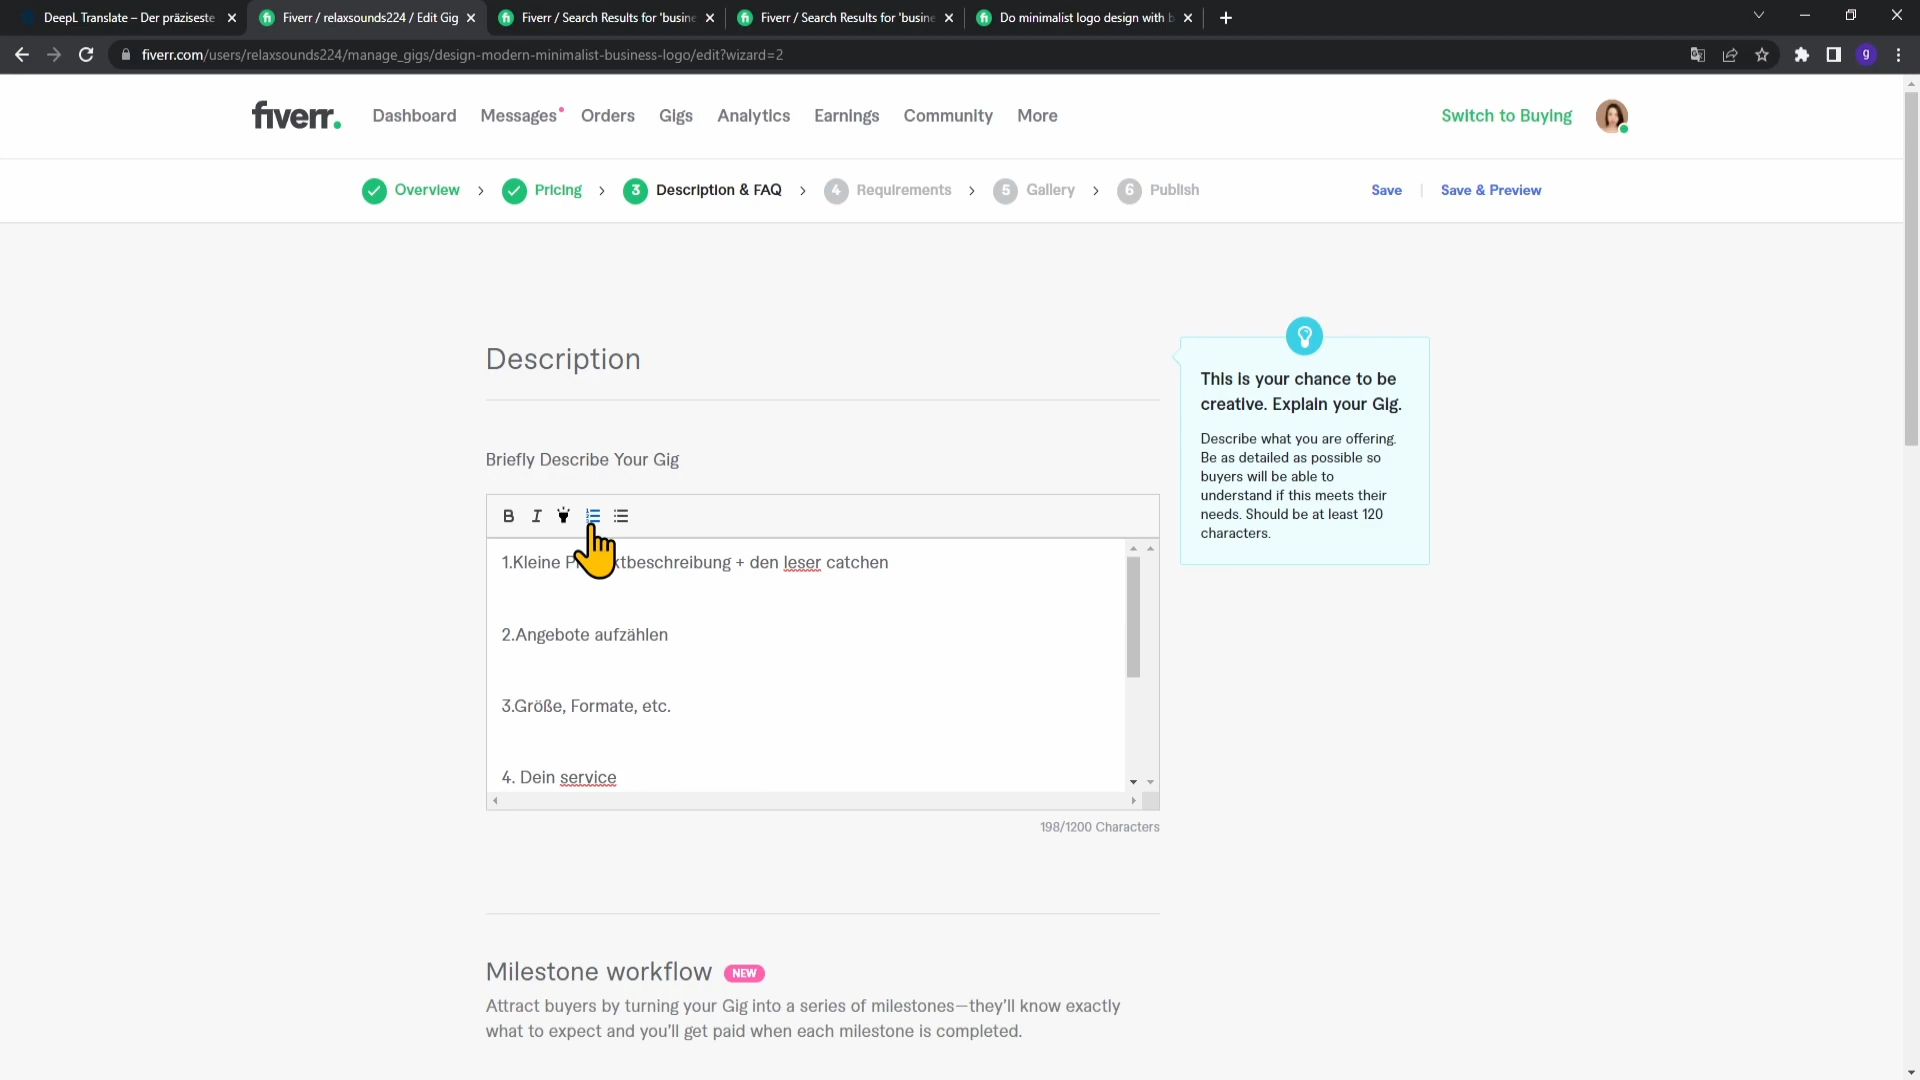 DeepL Translate – Der präziseste
Fiverr / relaxsounds224 / Edit Gig
Fiverr / Search Results for 'busine
Fiverr / Search Results for 'busine
Do minimalist logo design with b
fiverr.com/users/relaxsounds224/manage_gigs/design-modern-minimalist-business-logo/edit?wizard=2
g
fiverr.
Dashboard
Messages
Orders
Gigs
Analytics
Earnings
Community
More
Switch to Buying
Overview
Pricing
3 Description & FAQ
4 Requirements
5 Gallery
6 Publish
Save
Save & Preview
Description
This is your chance to be
creative. Explain your Gig.
Describe what you are offering.
Be as detailed as possible so
buyers will be able to
understand if this meets their
needs. Should be at least 120
characters.
Briefly Describe Your Gig
B I
1.Kleine P tbeschreibung + den leser catchen
2.Angebote aufzählen
3.Größe, Formate, etc.
4. Dein service
198/1200 Characters
Milestone workflow NEW
Attract buyers by turning your Gig into a series of milestones—they'll know exactly
what to expect and you'll get paid when each milestone is completed.